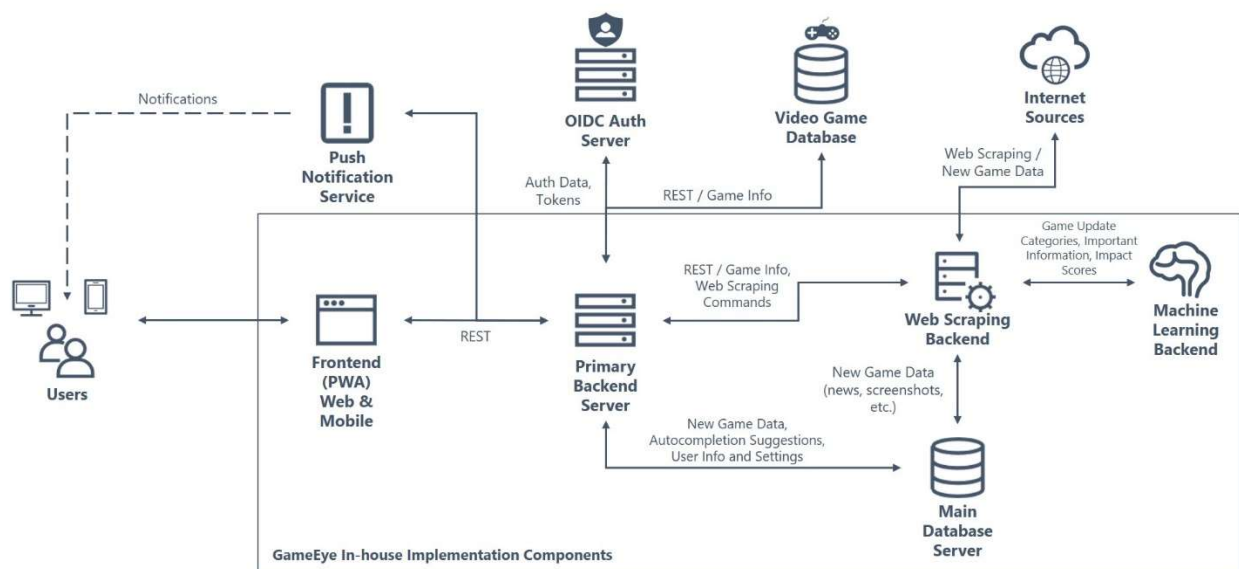 Notifications
Push
Notification
Service
OIDC Auth
Server
Video Game
Database
Internet
Sources
Auth Data,
Tokens
REST / Game Info
Web Scraping /
New Game Data
Game Update
Categories, Important
Information, Impact
Scores
Users
Frontend
(PWA)
Web &
Mobile
REST
Primary
Backend
Server
REST / Game Info,
Web Scraping
Commands
Web Scraping
Backend
Machine
Learning
Backend
New Game Data
(news, screenshots,
etc.)
New Game Data,
Autocompletion Suggestions,
User Info and Settings
Main
Database
Server
GameEye In-house Implementation Components